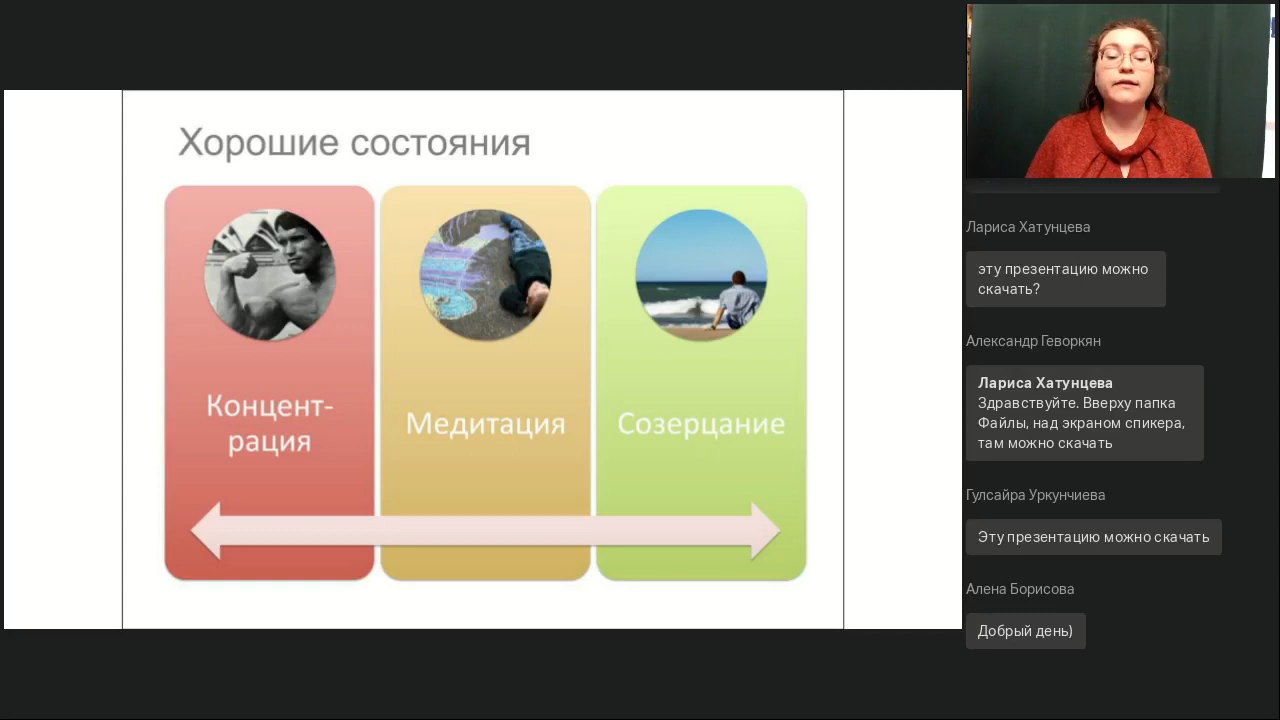 Хорошие состояния
Концент-
рация
Медитация
Созерцание
Лариса Хатунцева
эту презентацию можно
скачать?
Александр Геворкян
Лариса Хатунцева
Здравствуйте. Вверху папка
Файлы, над экраном спикера,
там можно скачать
Гулсайра Уркунчиева
Эту презентацию можно скачать
Алена Борисова
Добрый день)